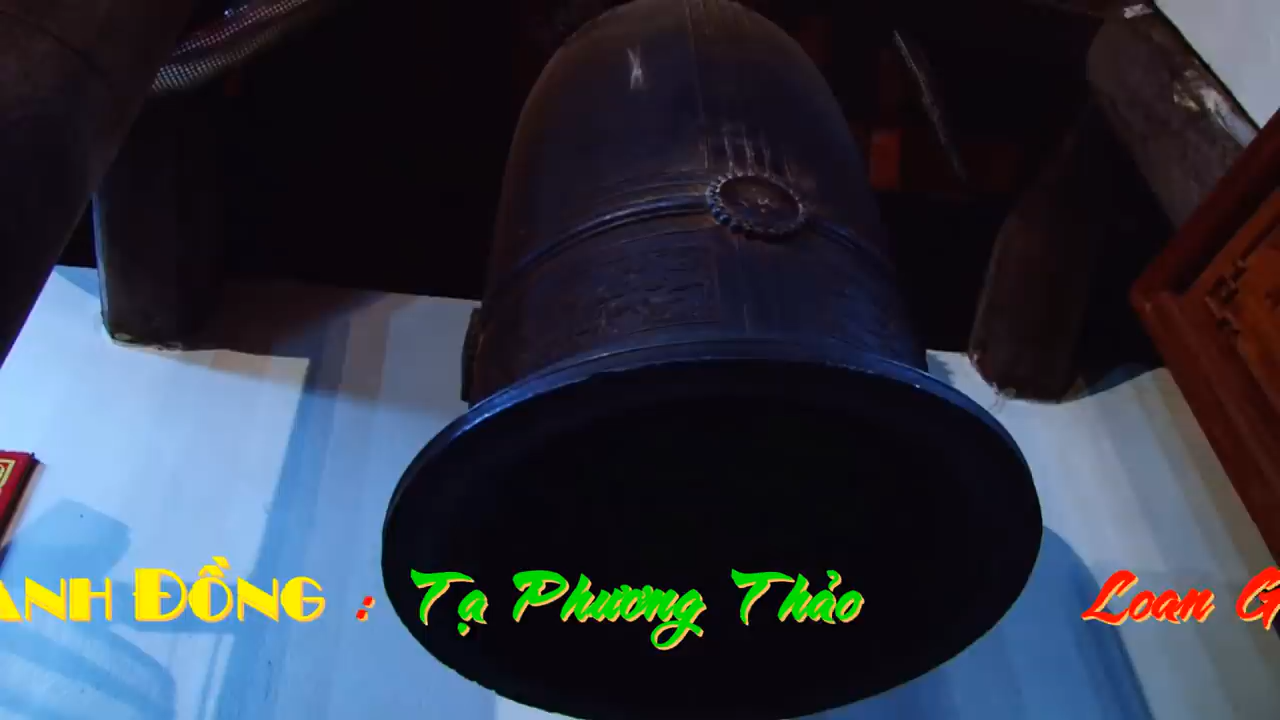 ANH ĐỒNG : Tạ Phương Thảo Loan G